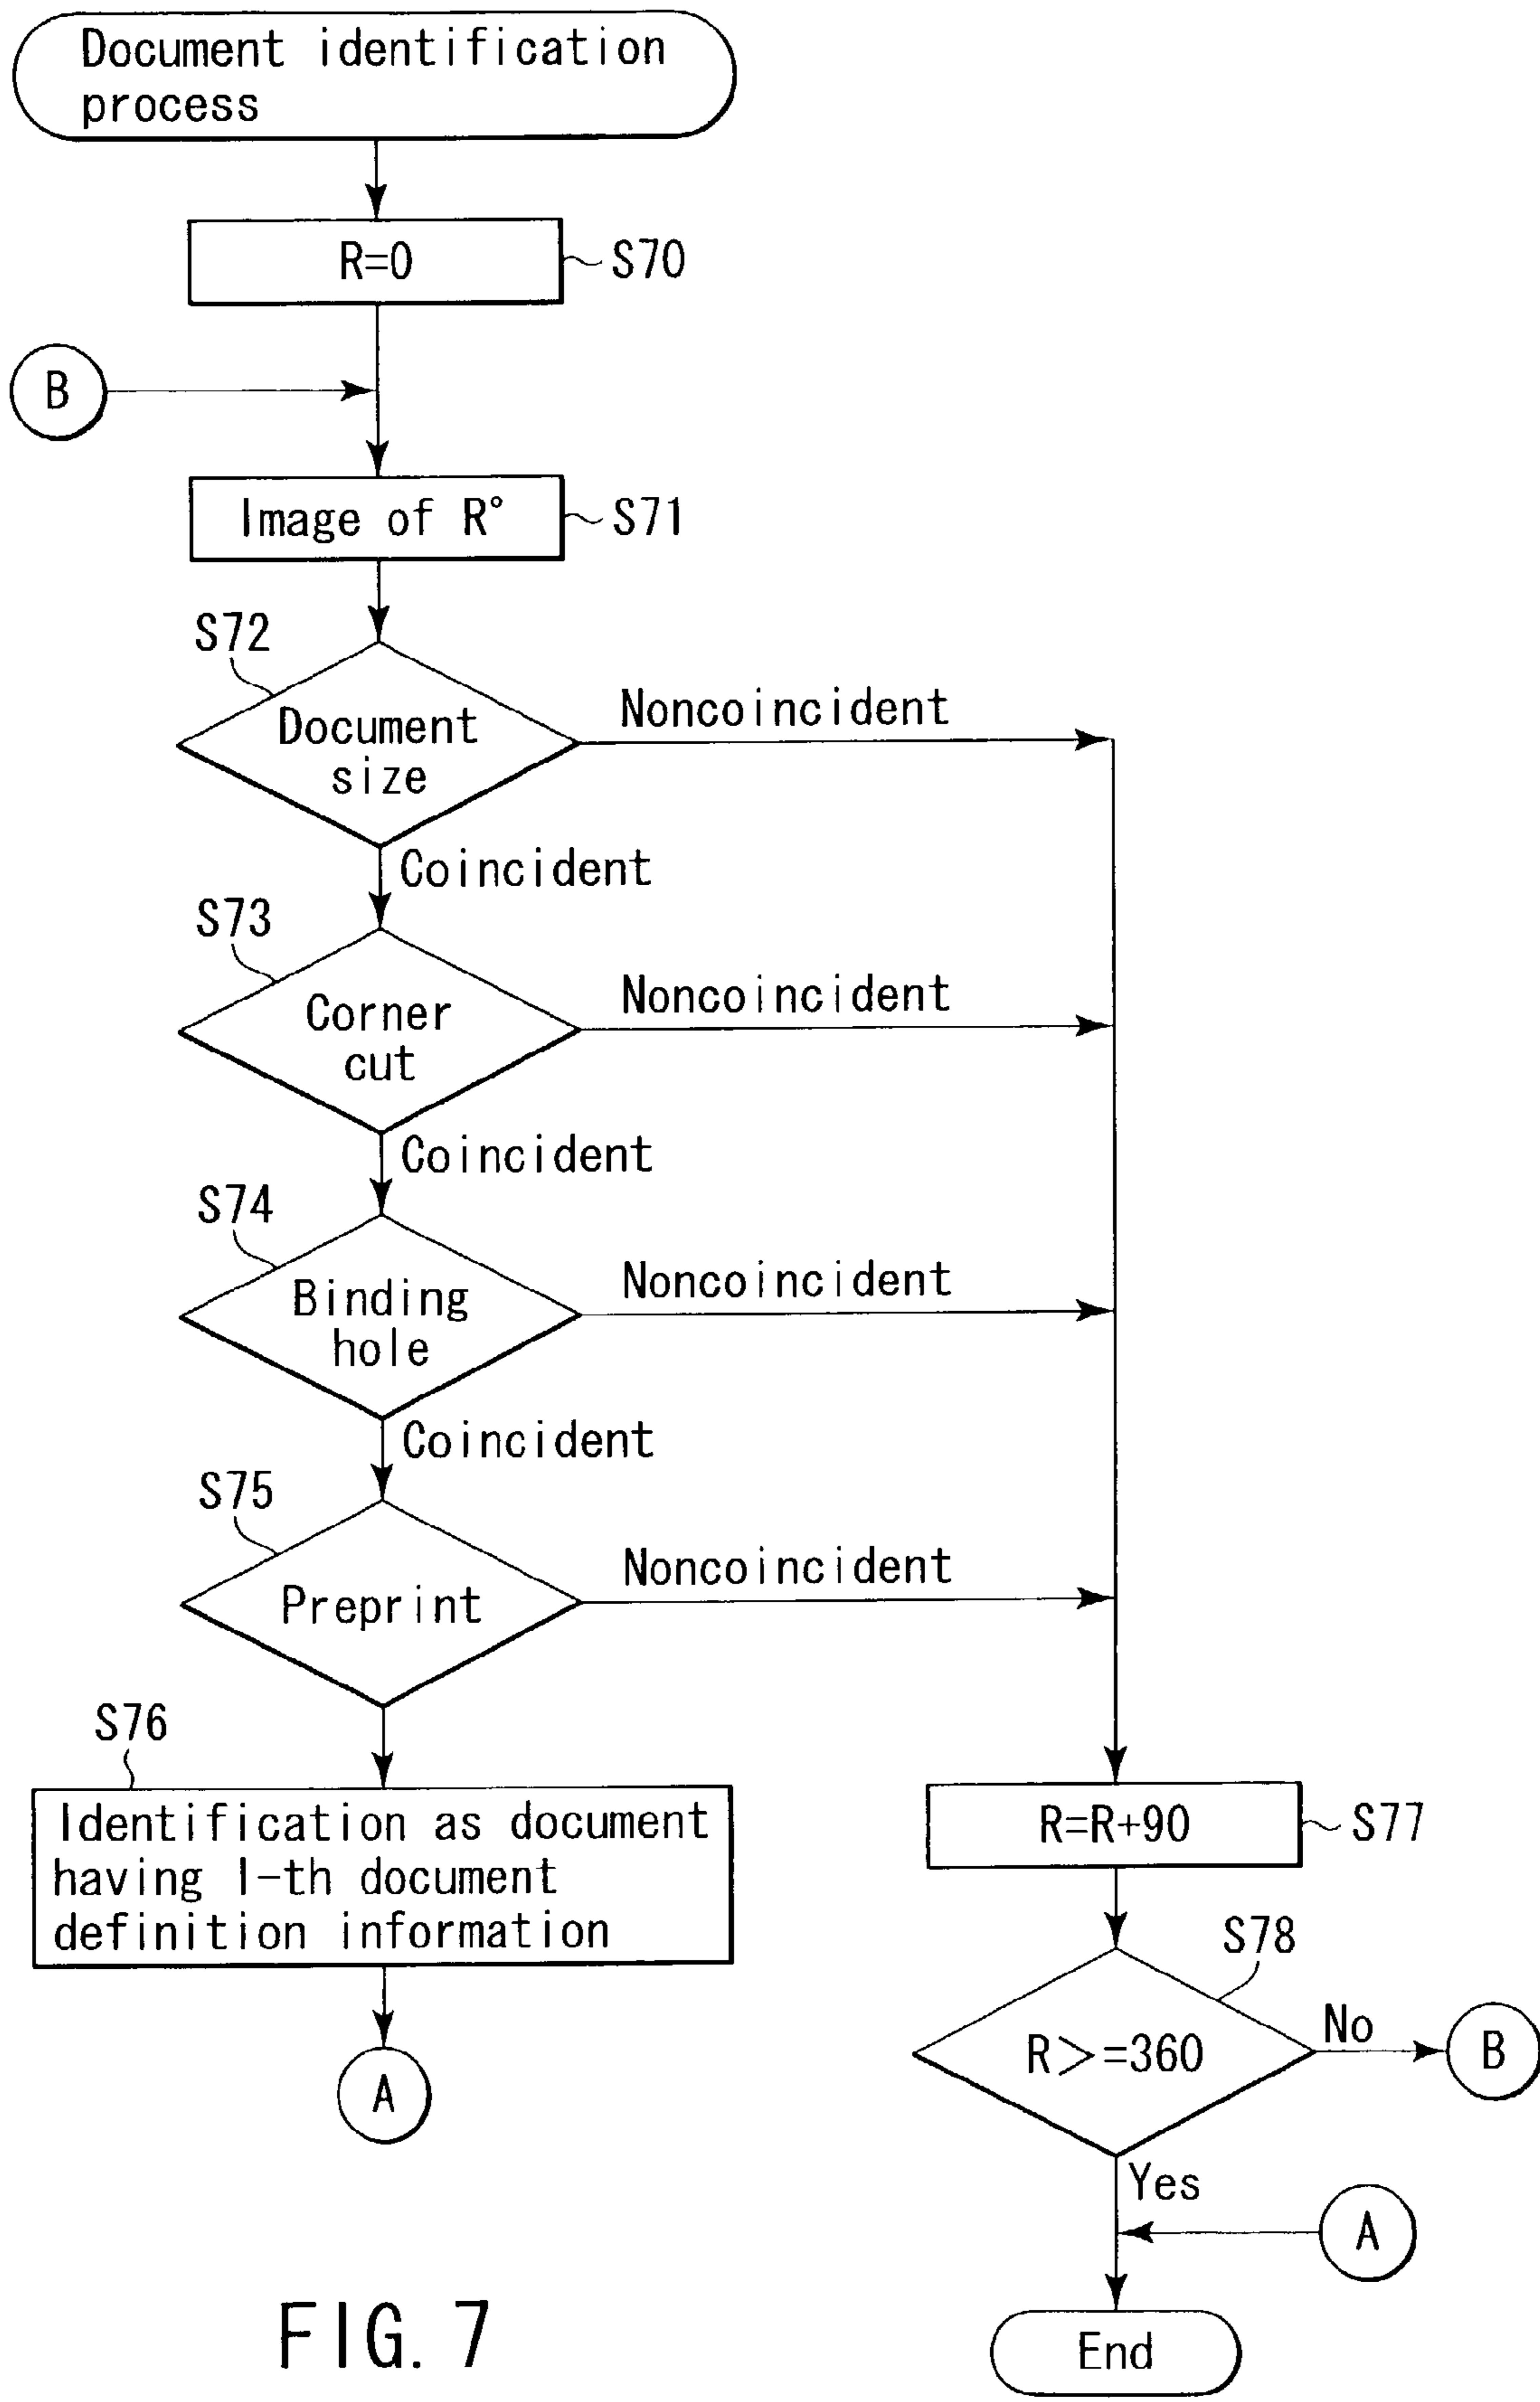 Document identification
process
R=0
S70
B
Image of R°
S71
S72
Document
size
Noncoincident
Coincident
S73
Corner
cut
Noncoincident
Coincident
S74
Binding
hole
Noncoincident
Coincident
S75
Preprint
Noncoincident
S76
Identification as document
having I-th document
definition information
A
R=R+90
S77
S78
R>=360
No
B
Yes
A
End
FIG. 7